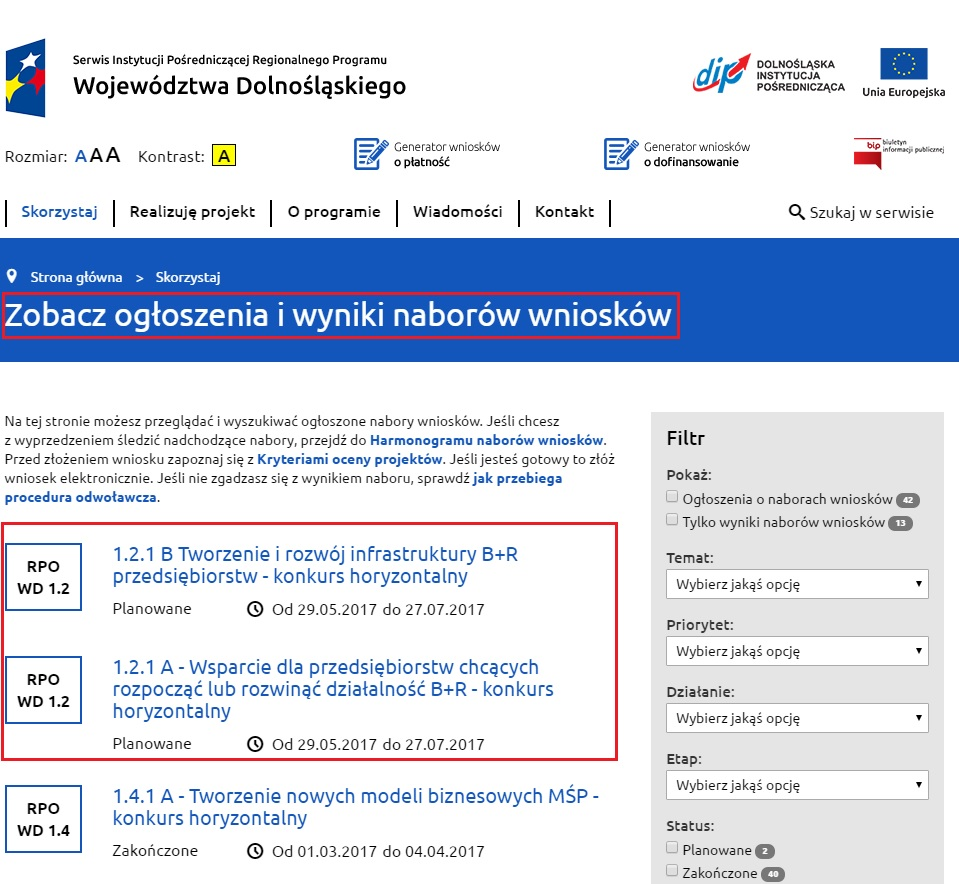 Serwis Instytucji Pośredniczącej Regionalnego Programu
Województwa Dolnośląskiego
dip
DOLNOŚLĄSKA
INSTYTUCJA
POŚREDNICZĄCA
Unia Europejska
Rozmiar: A A A Kontrast: A
Generator wniosków
o płatność
Generator wniosków
o dofinansowanie
bip
biuletyn
informacji publicznej
Skorzystaj
Realizuję projekt
O programie
Wiadomości
Kontakt
Szukaj w serwisie
Strona główna > Skorzystaj
Zobacz ogłoszenia i wyniki naborów wniosków
Na tej stronie możesz przeglądać i wyszukiwać ogłoszone nabory wniosków. Jeśli chcesz
z wyprzedzeniem śledzić nadchodzące nabory, przejdź do Harmonogramu naborów wniosków.
Przed złożeniem wniosku zapoznaj się z Kryteriami oceny projektów. Jeśli jesteś gotowy to złóż
wniosek elektronicznie. Jeśli nie zgadzasz się z wynikiem naboru, sprawdź jak przebiega
procedura odwoławcza.
RPO
WD 1.2
1.2.1 B Tworzenie i rozwój infrastruktury B+R
przedsiębiorstw - konkurs horyzontalny
Planowane
Od 29.05.2017 do 27.07.2017
RPO
WD 1.2
1.2.1 A - Wsparcie dla przedsiębiorstw chcących
rozpocząć lub rozwinąć działalność B+R - konkurs
horyzontalny
Planowane
Od 29.05.2017 do 27.07.2017
RPO
WD 1.4
1.4.1 A - Tworzenie nowych modeli biznesowych MŚP -
konkurs horyzontalny
Zakończone
Od 01.03.2017 do 04.04.2017
Filtr
Pokaż:
Ogłoszenia o naborach wniosków 42
Tylko wyniki naborów wniosków 13
Temat:
Wybierz jakąś opcję
Priorytet:
Wybierz jakąś opcję
Działanie:
Wybierz jakąś opcję
Etap:
Wybierz jakąś opcję
Status:
Planowane 2
Zakończone 40